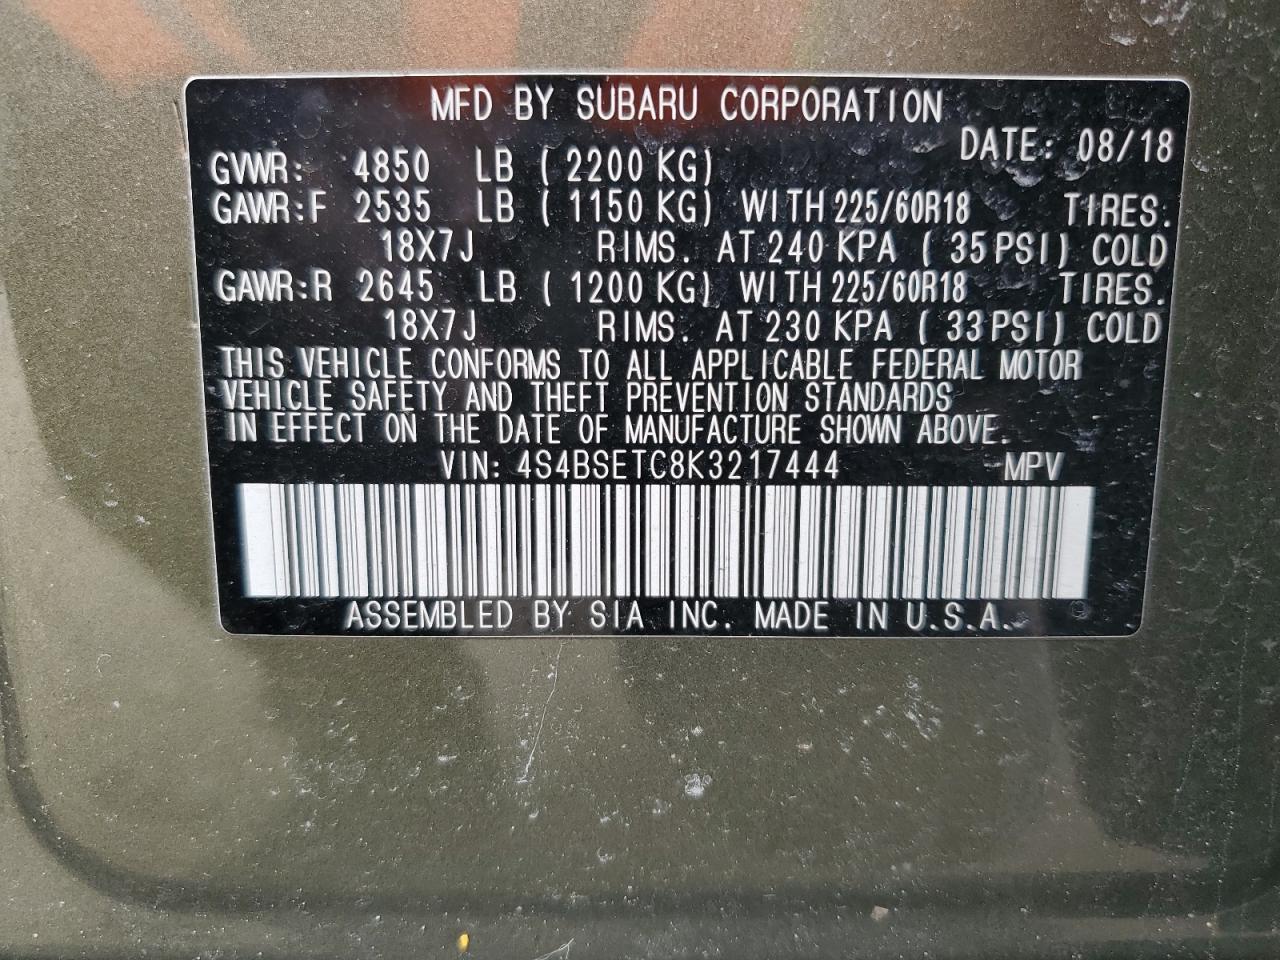 MFD BY SUBARU CORPORATION
DATE: 08/18
GVWR: 4850 LB ( 2200 KG)
GAWR:F 2535 LB ( 1150 KG) WITH 225/60R18 TIRES.
18X7J RIMS. AT 240 KPA ( 35 PSI) COLD
GAWR:R 2645 LB ( 1200 KG) WITH 225/60R18 TIRES.
18X7J RIMS. AT 230 KPA ( 33 PSI) COLD
THIS VEHICLE CONFORMS TO ALL APPLICABLE FEDERAL MOTOR
VEHICLE SAFETY AND THEFT PREVENTION STANDARDS
IN EFFECT ON THE DATE OF MANUFACTURE SHOWN ABOVE.
VIN: 4S4BSETC8K3217444 MPV
ASSEMBLED BY SIA INC. MADE IN U.S.A.